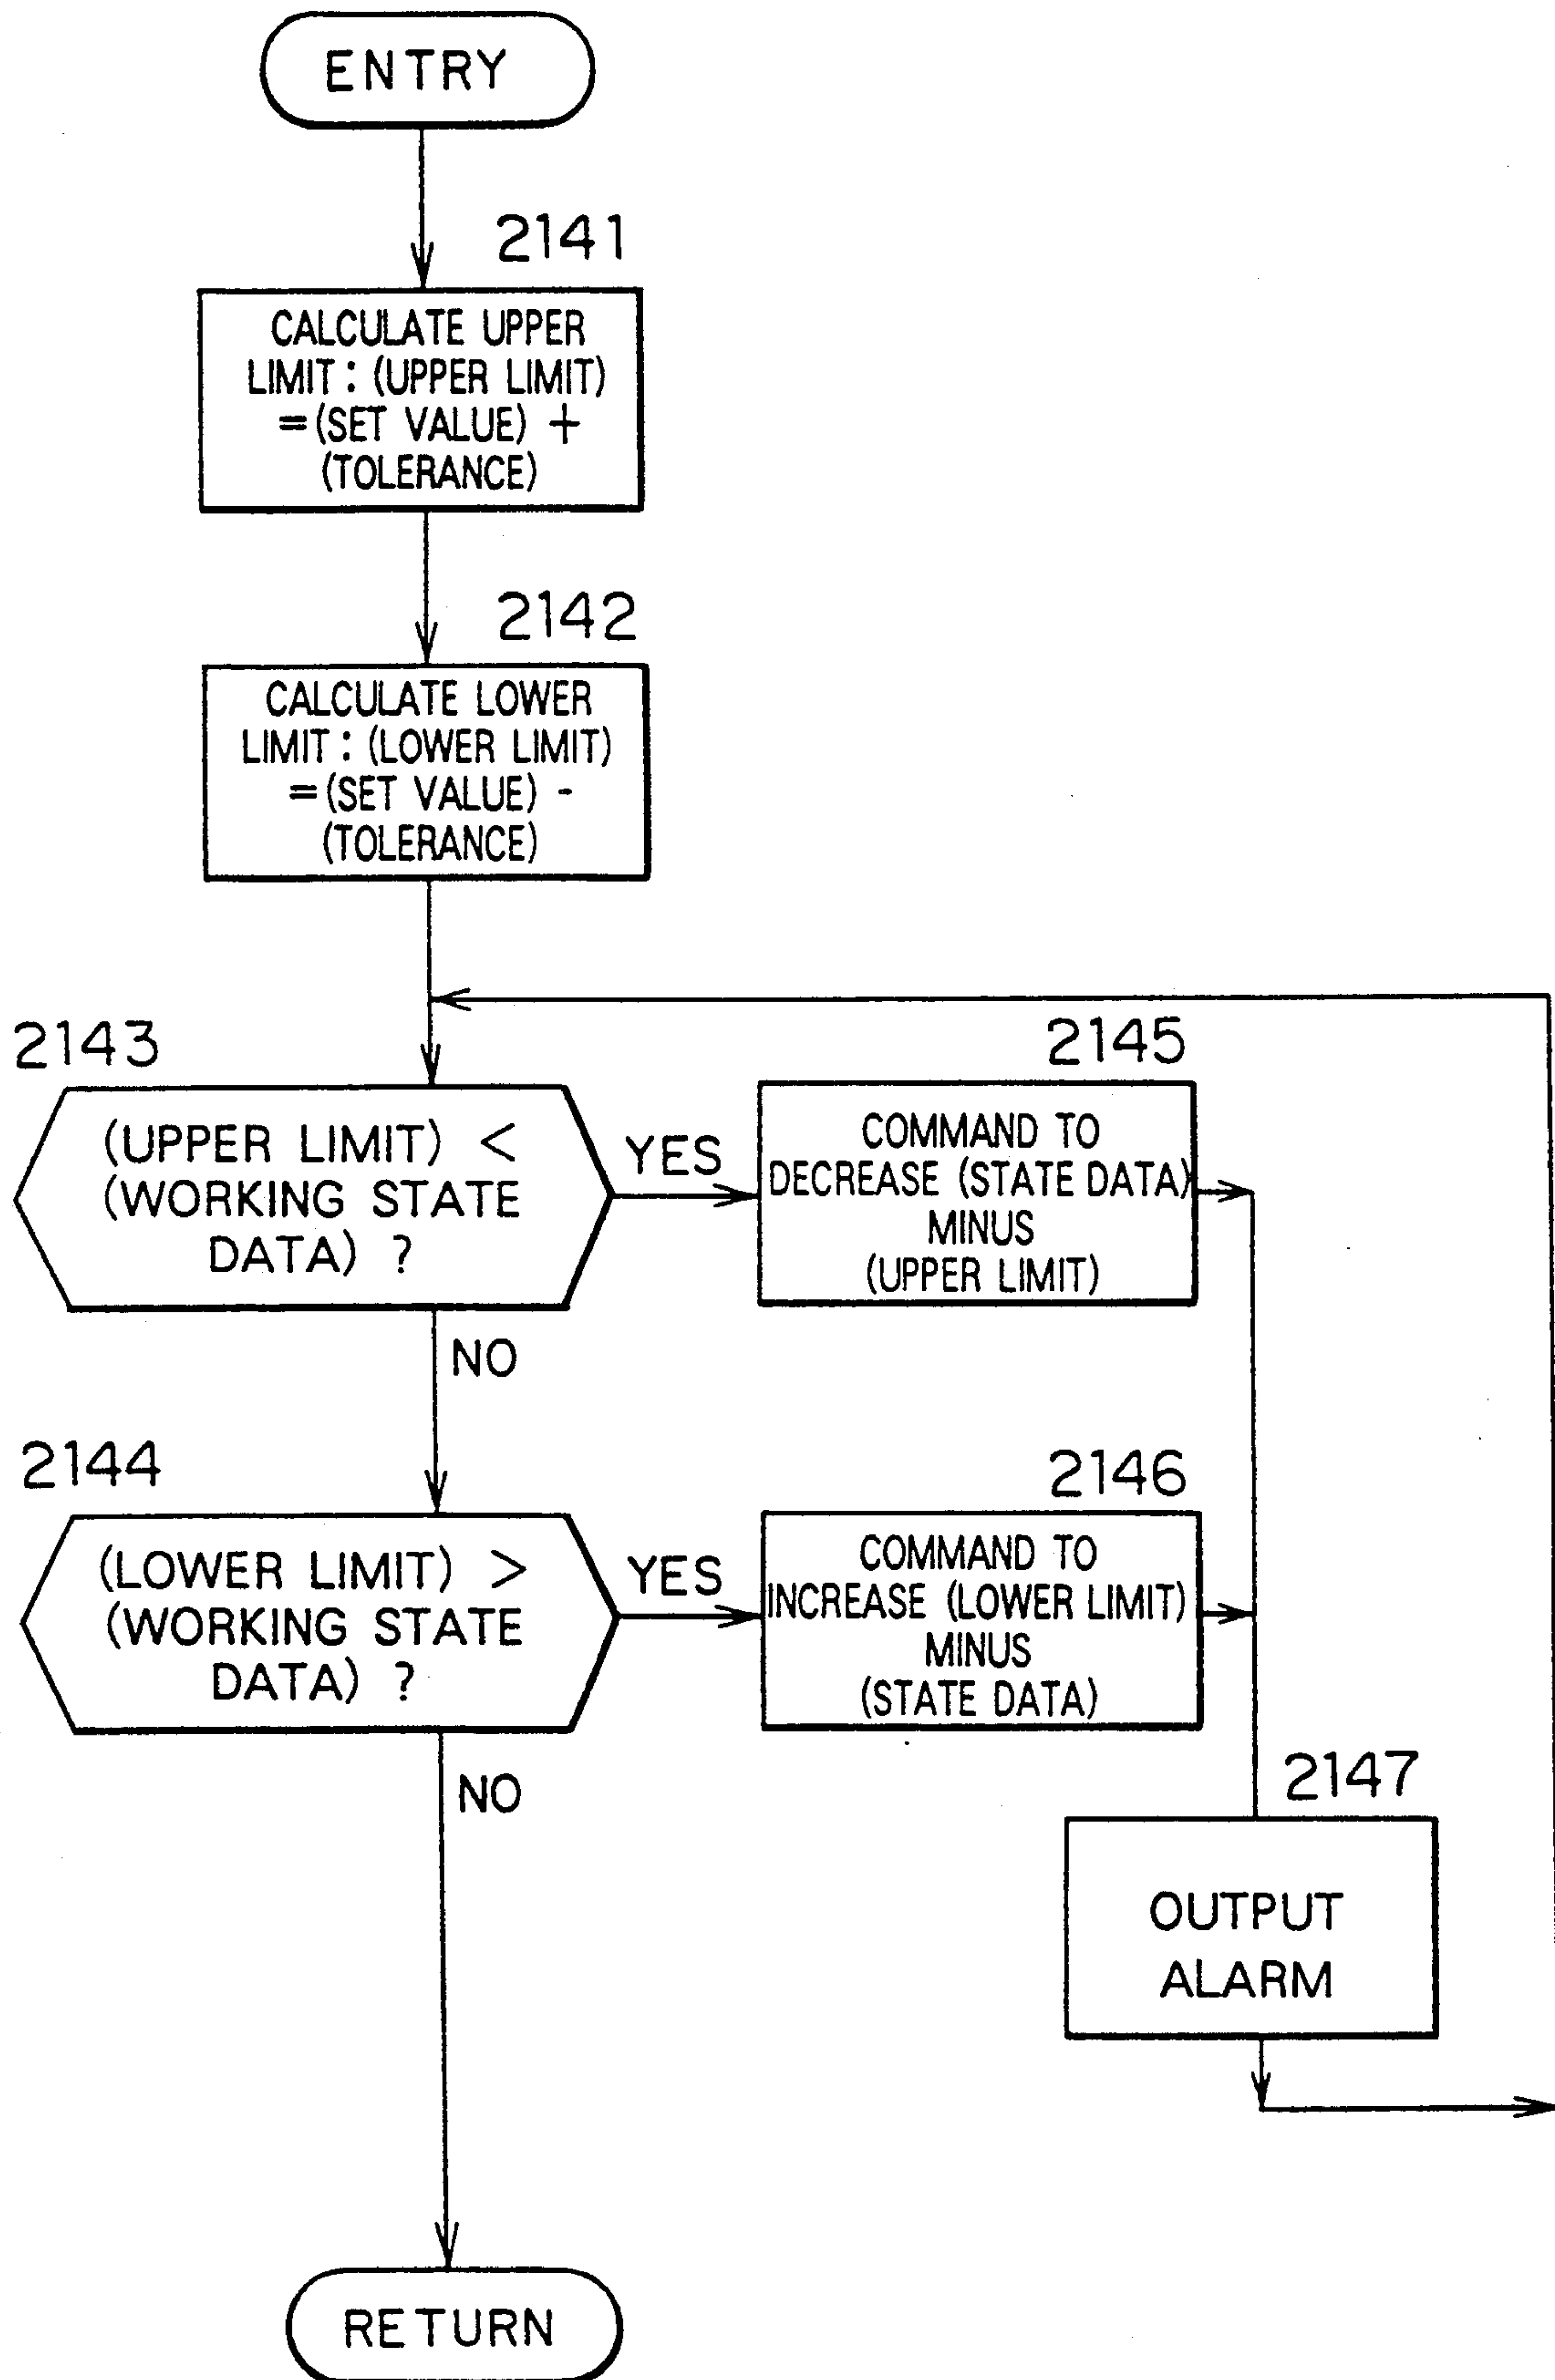 ENTRY
2141
CALCULATE UPPER
LIMIT : (UPPER LIMIT)
=(SET VALUE) +
(TOLERANCE)
2142
CALCULATE LOWER
LIMIT : (LOWER LIMIT)
=(SET VALUE) -
(TOLERANCE)
2143
(UPPER LIMIT) <
(WORKING STATE
DATA) ?
YES
2145
COMMAND TO
DECREASE (STATE DATA)
MINUS
(UPPER LIMIT)
NO
2144
(LOWER LIMIT) >
(WORKING STATE
DATA) ?
YES
2146
COMMAND TO
INCREASE (LOWER LIMIT)
MINUS
(STATE DATA)
NO
2147
OUTPUT
ALARM
RETURN